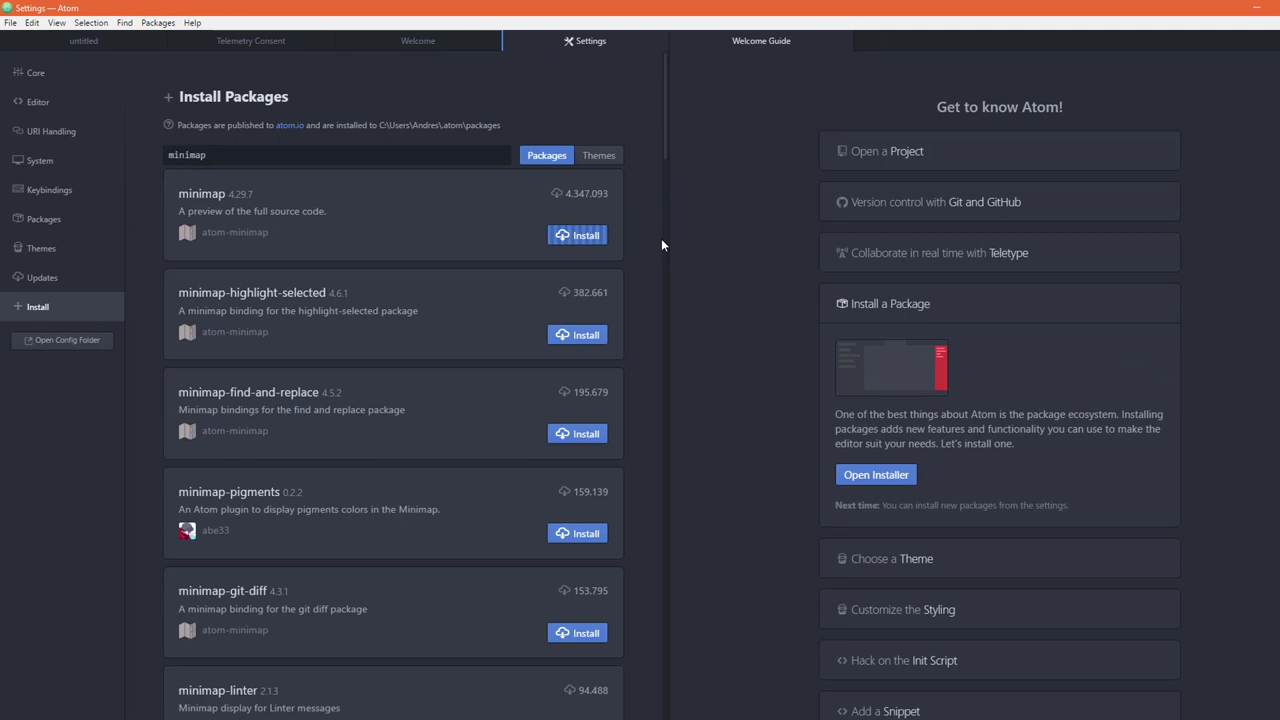 Settings — Atom
File Edit View Selection Find Packages Help
untitled
Telemetry Consent
Welcome
Settings
Welcome Guide
Core
Editor
URI Handling
System
Keybindings
Packages
Themes
Updates
Install
Open Config Folder
Install Packages
Packages are published to atom.io and are installed to C:\Users\Andres\.atom\packages
minimap
Packages
Themes
minimap 4.29.7
4.347.093
A preview of the full source code.
atom-minimap
Install
minimap-highlight-selected 4.6.1
382.661
A minimap binding for the highlight-selected package
atom-minimap
Install
minimap-find-and-replace 4.5.2
195.679
Minimap bindings for the find and replace package
atom-minimap
Install
minimap-pigments 0.2.2
159.139
An Atom plugin to display pigments colors in the Minimap.
abe33
Install
minimap-git-diff 4.3.1
153.795
A minimap binding for the git diff package
atom-minimap
Install
minimap-linter 2.1.3
94.488
Minimap display for Linter messages
Get to know Atom!
Open a Project
Version control with Git and GitHub
Collaborate in real time with Teletype
Install a Package
One of the best things about Atom is the package ecosystem. Installing
packages adds new features and functionality you can use to make the
editor suit your needs. Let's install one.
Open Installer
Next time: You can install new packages from the settings.
Choose a Theme
Customize the Styling
Hack on the Init Script
Add a Snippet